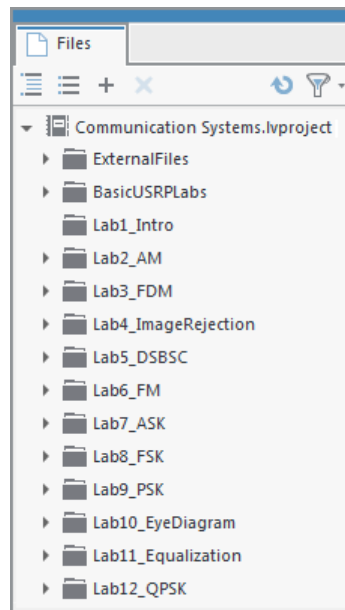 Files
Communication Systems.lvproject
ExternalFiles
BasicUSRPLabs
Lab1_Intro
Lab2_AM
Lab3_FDM
Lab4_ImageRejection
Lab5_DSBSC
Lab6_FM
Lab7_ASK
Lab8_FSK
Lab9_PSK
Lab10_EyeDiagram
Lab11_Equalization
Lab12_QPSK